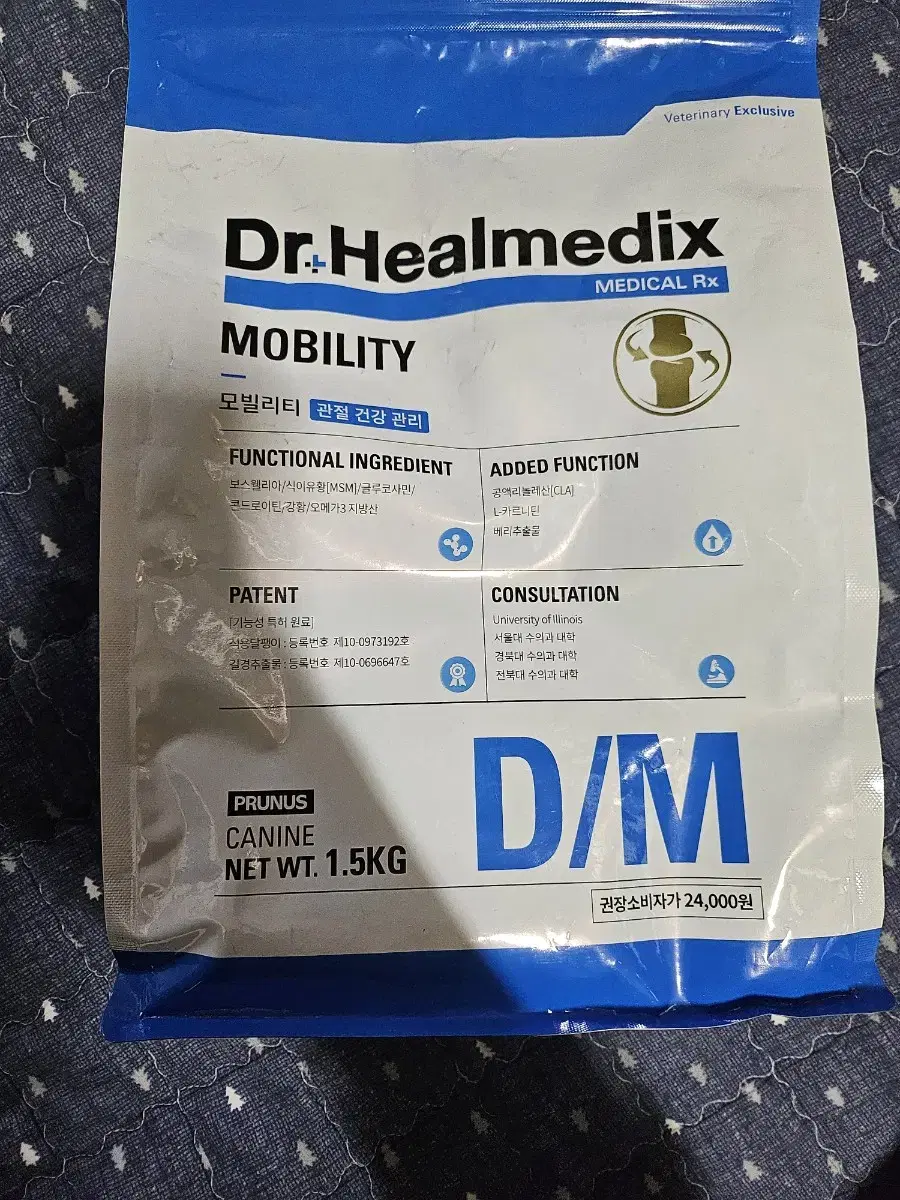 Veterinary Exclusive
Dr.Healmedix
MEDICAL Rx
MOBILITY
모빌리티 관절 건강 관리
FUNCTIONAL INGREDIENT
보스웰리아/식이유황[MSM]/글루코사민/
콘드로이틴/강황/오메가3 지방산
ADDED FUNCTION
공액리놀레산[CLA]
L-카르니틴
베리추출물
PATENT
[기능성 특허 원료]
식용달팽이 : 등록번호 제10-0973192호
길경추출물 : 등록번호 제10-0696647호
CONSULTATION
University of Illinois
서울대 수의과 대학
경북대 수의과 대학
전북대 수의과 대학
PRUNUS
CANINE
NET WT. 1.5KG
D/M
권장소비자가 24,000원